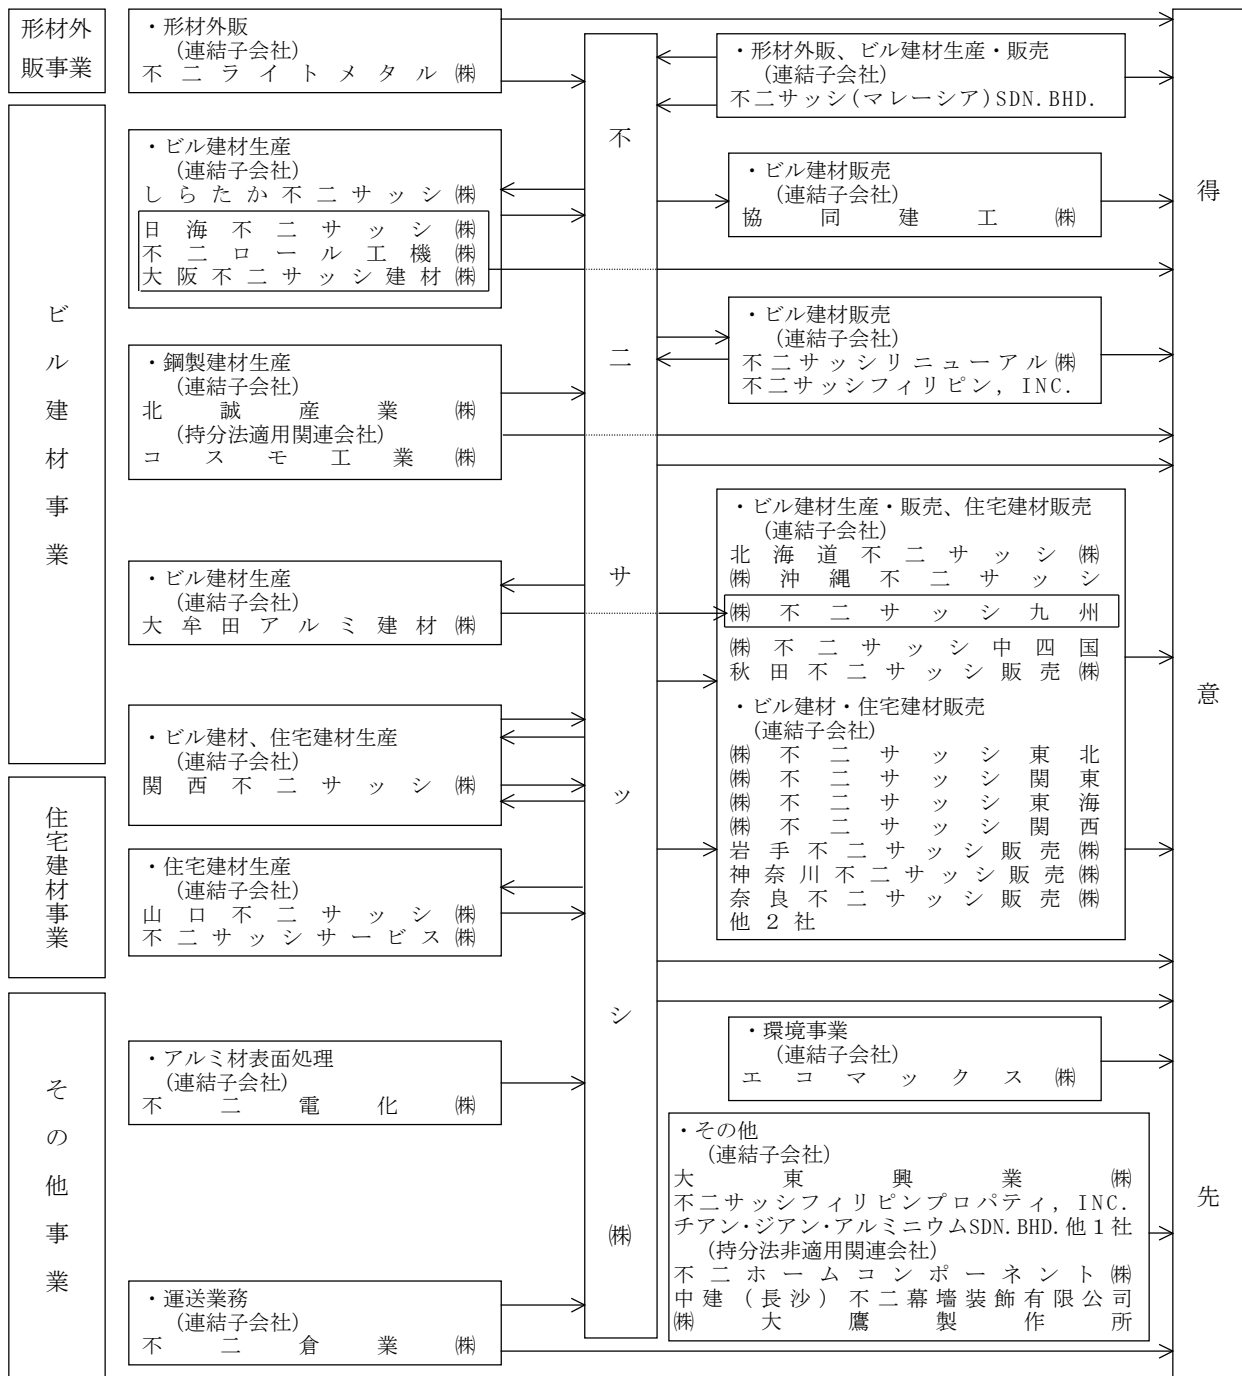 形材外
販事業
・形材外販
(連結子会社)
不二ライトメタル㈱
・形材外販、ビル建材生産・販売
(連結子会社)
不二サッシ(マレーシア)SDN.BHD.
ビル建材事業
・ビル建材生産
(連結子会社)
しらたか不二サッシ㈱
日海不二サッシ㈱
不二ロール工機㈱
大阪不二サッシ建材㈱
・ビル建材販売
(連結子会社)
協同建工㈱
・鋼製建材生産
(連結子会社)
北誠産業㈱
(持分法適用関連会社)
コスモ工業㈱
・ビル建材販売
(連結子会社)
不二サッシリニューアル㈱
不二サッシフィリピン, INC.
・ビル建材生産
(連結子会社)
大牟田アルミ建材㈱
・ビル建材生産・販売、住宅建材販売
(連結子会社)
北海道不二サッシ㈱
㈱沖縄不二サッシ
㈱不二サッシ九州
㈱不二サッシ中四国
秋田不二サッシ販売㈱
・ビル建材・住宅建材販売
(連結子会社)
㈱不二サッシ東北
㈱不二サッシ関東
㈱不二サッシ東海
㈱不二サッシ関西
岩手不二サッシ販売㈱
神奈川不二サッシ販売㈱
奈良不二サッシ販売㈱
他2社
・ビル建材、住宅建材生産
(連結子会社)
関西不二サッシ㈱
住宅建材事業
・住宅建材生産
(連結子会社)
山口不二サッシ㈱
不二サッシサービス㈱
その他事業
・アルミ材表面処理
(連結子会社)
不二電化㈱
・環境事業
(連結子会社)
エコマックス㈱
・その他
(連結子会社)
大東興業㈱
不二サッシフィリピンプロパティ, INC.
チアン・ジアン・アルミニウムSDN.BHD.他1社
(持分法非適用関連会社)
不二ホームコンポーネント㈱
中建(長沙)不二幕墙装飾有限公司
㈱大鷹製作所
・運送業務
(連結子会社)
不二倉業㈱
不二サッシ㈱
得意先